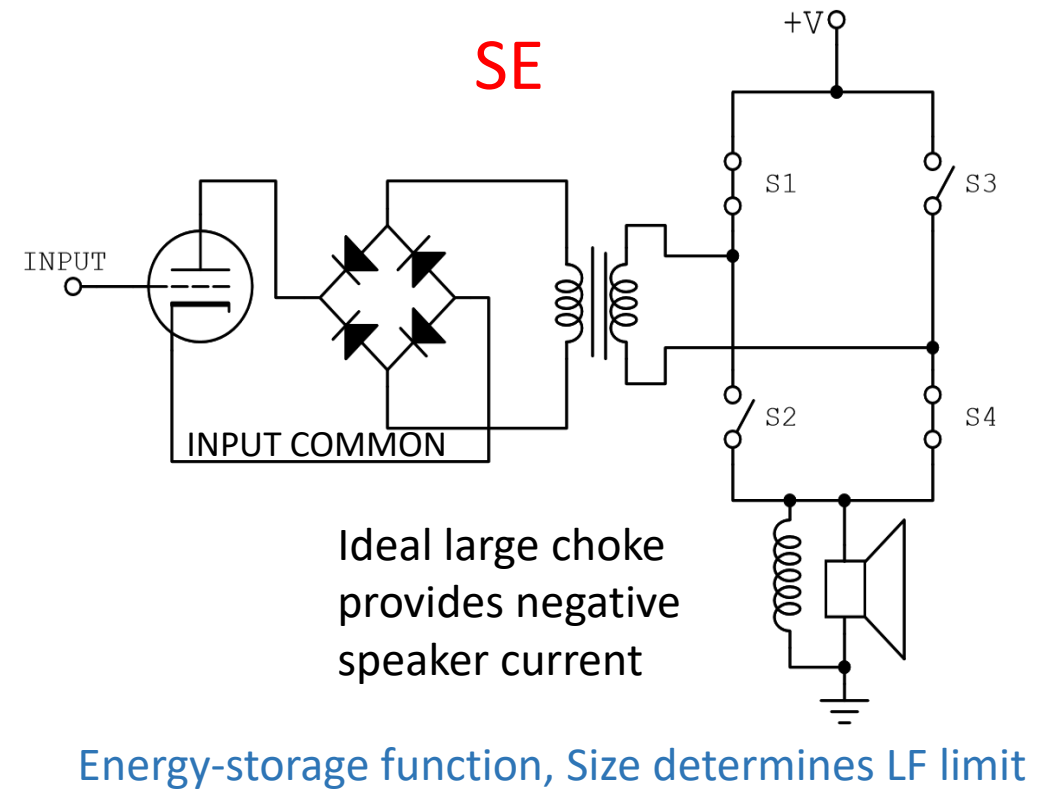 +V
SE
S1
S3
INPUT
S2
S4
INPUT COMMON
Ideal large choke
provides negative
speaker current
Energy-storage function, Size determines LF limit